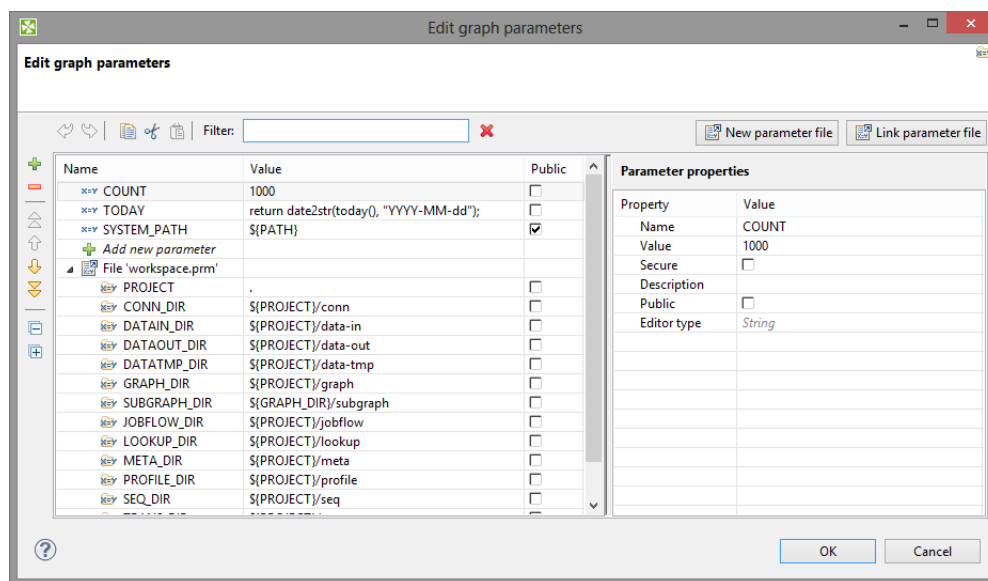 Edit graph parameters
Edit graph parameters
Filter:
New parameter file
Link parameter file
Name Value Public
x=y COUNT 1000
x=y TODAY return date2str(today(), "YYYY-MM-dd");
x=y SYSTEM_PATH ${PATH}
Add new parameter
File 'workspace.prm'
x=y PROJECT .
x=y CONN_DIR ${PROJECT}/conn
x=y DATAIN_DIR ${PROJECT}/data-in
x=y DATAOUT_DIR ${PROJECT}/data-out
x=y DATATMP_DIR ${PROJECT}/data-tmp
x=y GRAPH_DIR ${PROJECT}/graph
x=y SUBGRAPH_DIR ${GRAPH_DIR}/subgraph
x=y JOBFLOW_DIR ${PROJECT}/jobflow
x=y LOOKUP_DIR ${PROJECT}/lookup
x=y META_DIR ${PROJECT}/meta
x=y PROFILE_DIR ${PROJECT}/profile
x=y SEQ_DIR ${PROJECT}/seq
Parameter properties
Property Value
Name COUNT
Value 1000
Secure
Description
Public
Editor type String
?
OK
Cancel